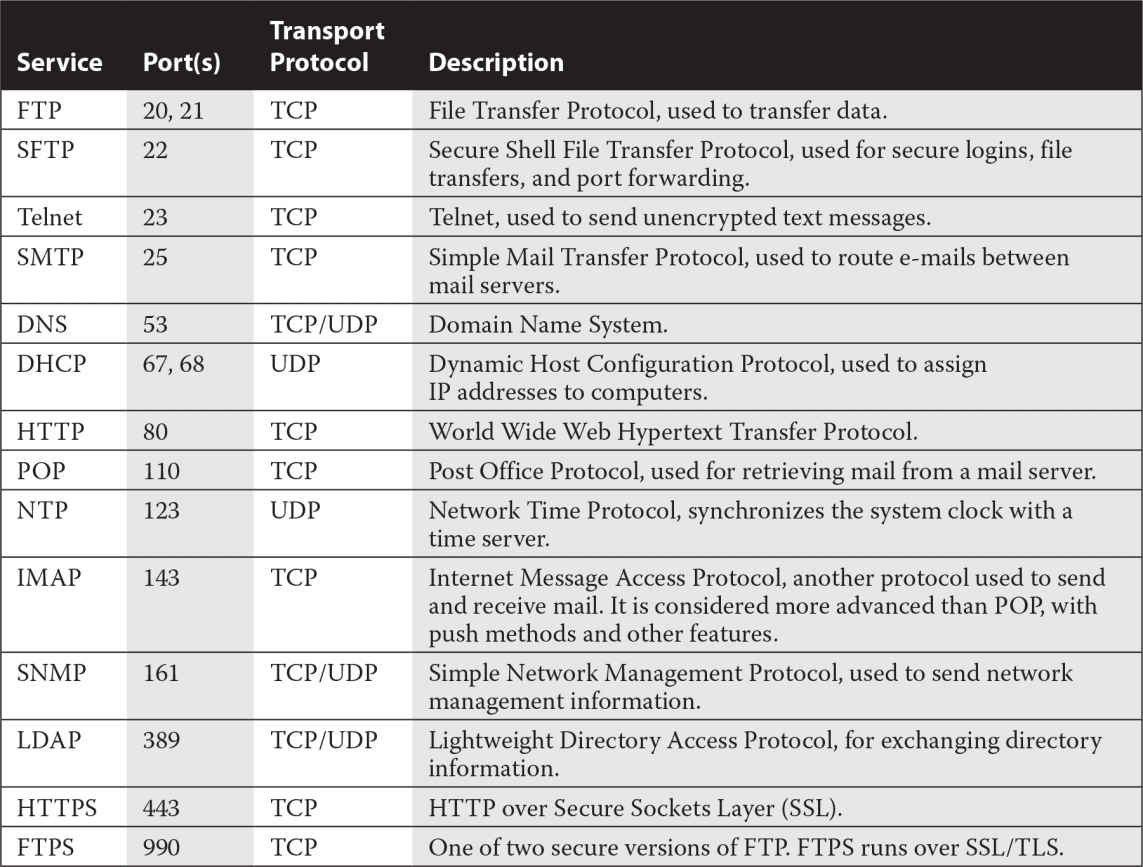 Service Port(s) Transport Protocol Description
FTP 20, 21 TCP File Transfer Protocol, used to transfer data.
SFTP 22 TCP Secure Shell File Transfer Protocol, used for secure logins, file
transfers, and port forwarding.
Telnet 23 TCP Telnet, used to send unencrypted text messages.
SMTP 25 TCP Simple Mail Transfer Protocol, used to route e-mails between
mail servers.
DNS 53 TCP/UDP Domain Name System.
DHCP 67, 68 UDP Dynamic Host Configuration Protocol, used to assign
IP addresses to computers.
HTTP 80 TCP World Wide Web Hypertext Transfer Protocol.
POP 110 TCP Post Office Protocol, used for retrieving mail from a mail server.
NTP 123 UDP Network Time Protocol, synchronizes the system clock with a
time server.
IMAP 143 TCP Internet Message Access Protocol, another protocol used to send
and receive mail. It is considered more advanced than POP, with
push methods and other features.
SNMP 161 TCP/UDP Simple Network Management Protocol, used to send network
management information.
LDAP 389 TCP/UDP Lightweight Directory Access Protocol, for exchanging directory
information.
HTTPS 443 TCP HTTP over Secure Sockets Layer (SSL).
FTPS 990 TCP One of two secure versions of FTP. FTPS runs over SSL/TLS.